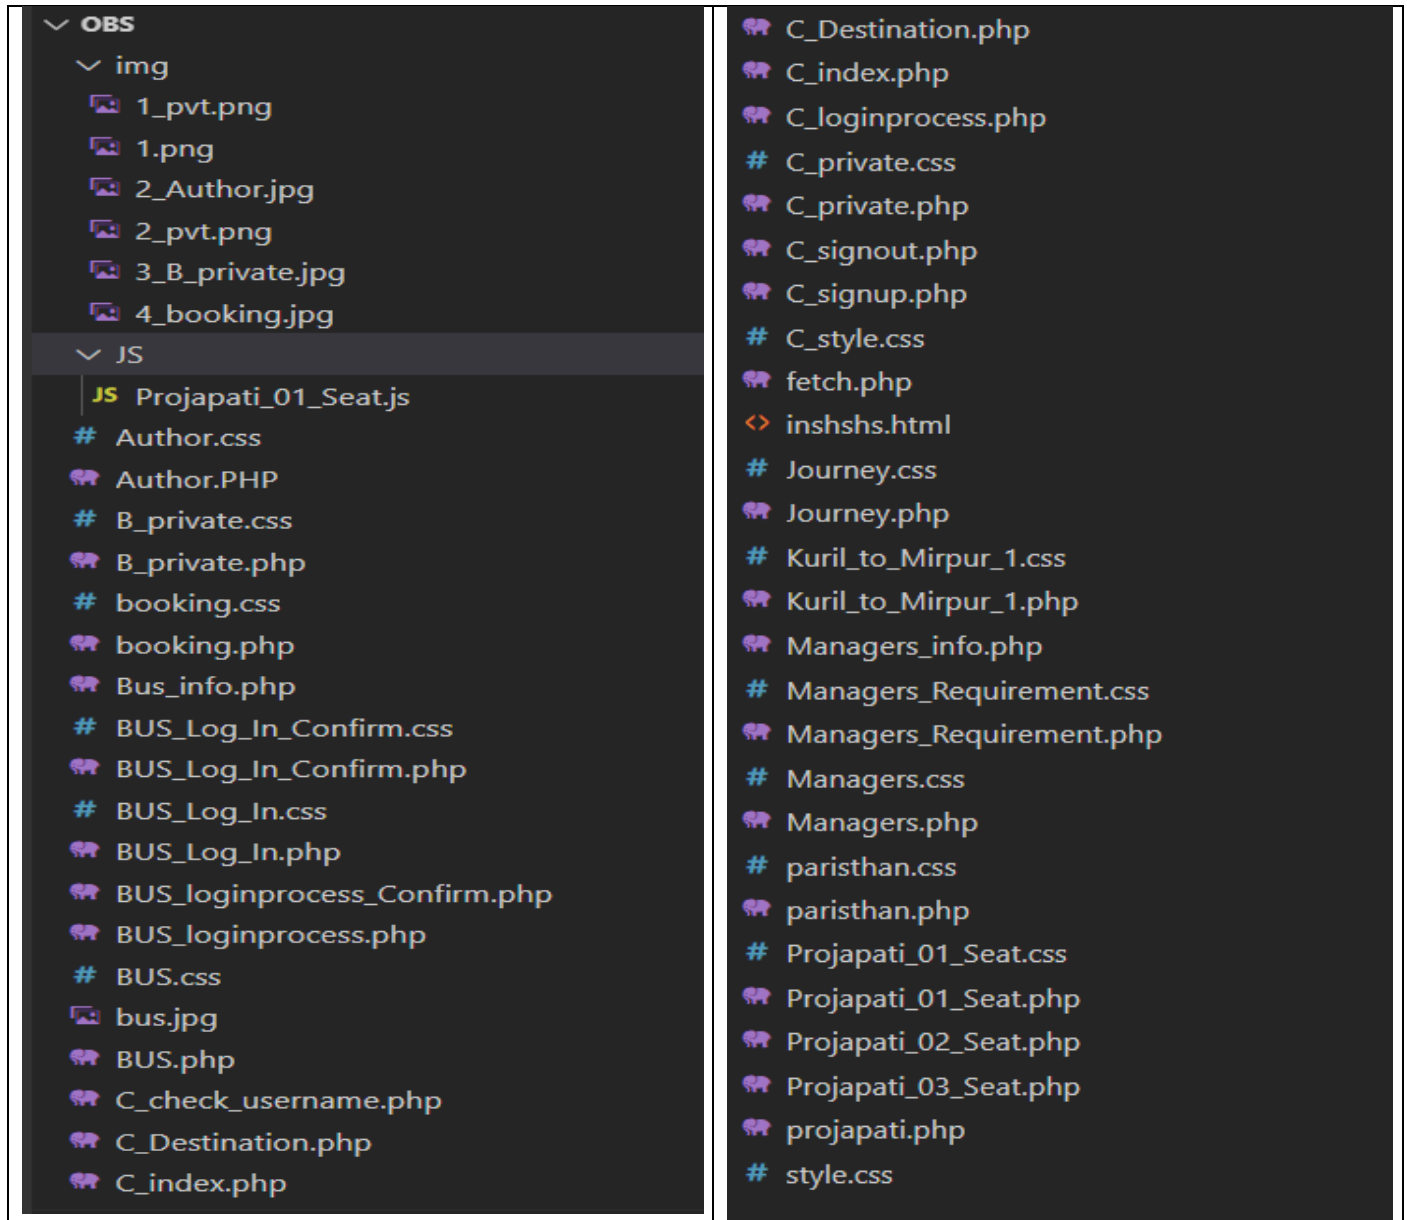 OBS
img
1_pvt.png
1.png
2_Author.jpg
2_pvt.png
3_B_private.jpg
4_booking.jpg
JS
JS Projapati_01_Seat.js
# Author.css
Author.PHP
# B_private.css
B_private.php
# booking.css
booking.php
Bus_info.php
# BUS_Log_In_Confirm.css
BUS_Log_In_Confirm.php
# BUS_Log_In.css
BUS_Log_In.php
BUS_loginprocess_Confirm.php
BUS_loginprocess.php
# BUS.css
bus.jpg
BUS.php
C_check_username.php
C_Destination.php
C_index.php
C_Destination.php
C_index.php
C_loginprocess.php
# C_private.css
C_private.php
C_signout.php
C_signup.php
# C_style.css
fetch.php
<> inshshs.html
# Journey.css
Journey.php
# Kuril_to_Mirpur_1.css
Kuril_to_Mirpur_1.php
Managers_info.php
# Managers_Requirement.css
Managers_Requirement.php
# Managers.css
Managers.php
# paristhan.css
paristhan.php
# Projapati_01_Seat.css
Projapati_01_Seat.php
Projapati_02_Seat.php
Projapati_03_Seat.php
projapati.php
# style.css